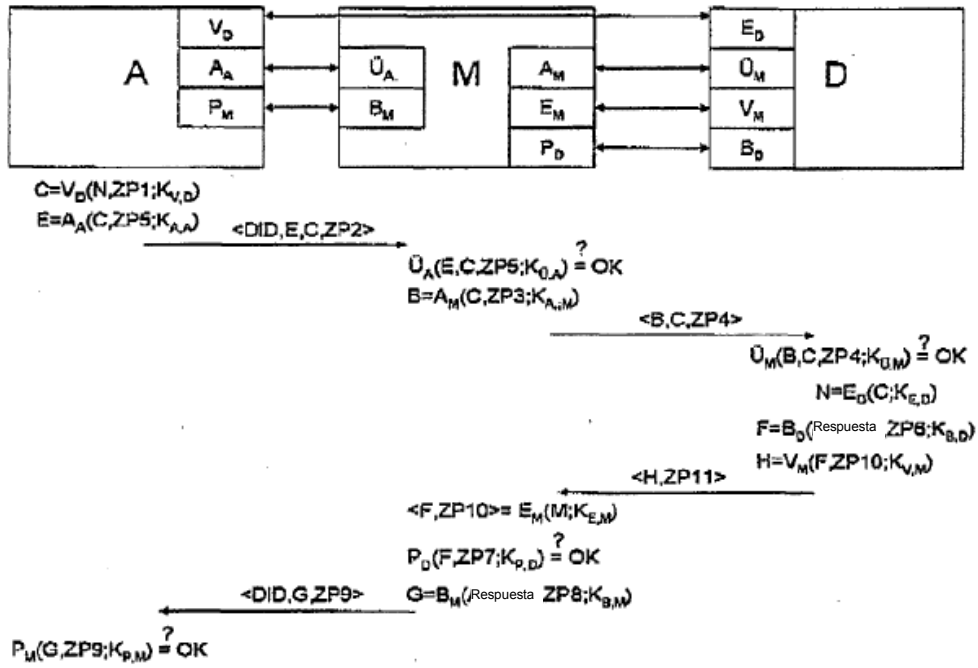 A
V_D
A_A
P_M
Ü_A.
B_M
M
A_M
E_M
P_D
E_D
Ü_M
V_M
B_D
D
C=V_D(N,ZP1;K_V,D)
E=A_A(C,ZP5;K_A,A)
<DID,E,C,ZP2>
Ü_A(E,C,ZP5;K_Ü,A) ?= OK
B=A_M(C,ZP3;K_A,,M)
<B,C,ZP4>
Ü_M(B,C,ZP4;K_Ü,M) ?= OK
N=E_D(C;K_E,D)
F=B_D(Respuesta ,ZP6;K_B,D)
H=V_M(F,ZP10;K_V,M)
<H,ZP11>
<F,ZP10>= E_M(M;K_E,M)
P_D(F,ZP7;K_P,D) ?= OK
<DID,G,ZP9>
G=B_M(Respuesta ZP8;K_B,M)
P_M(G,ZP9;K_P,M) ?= OK